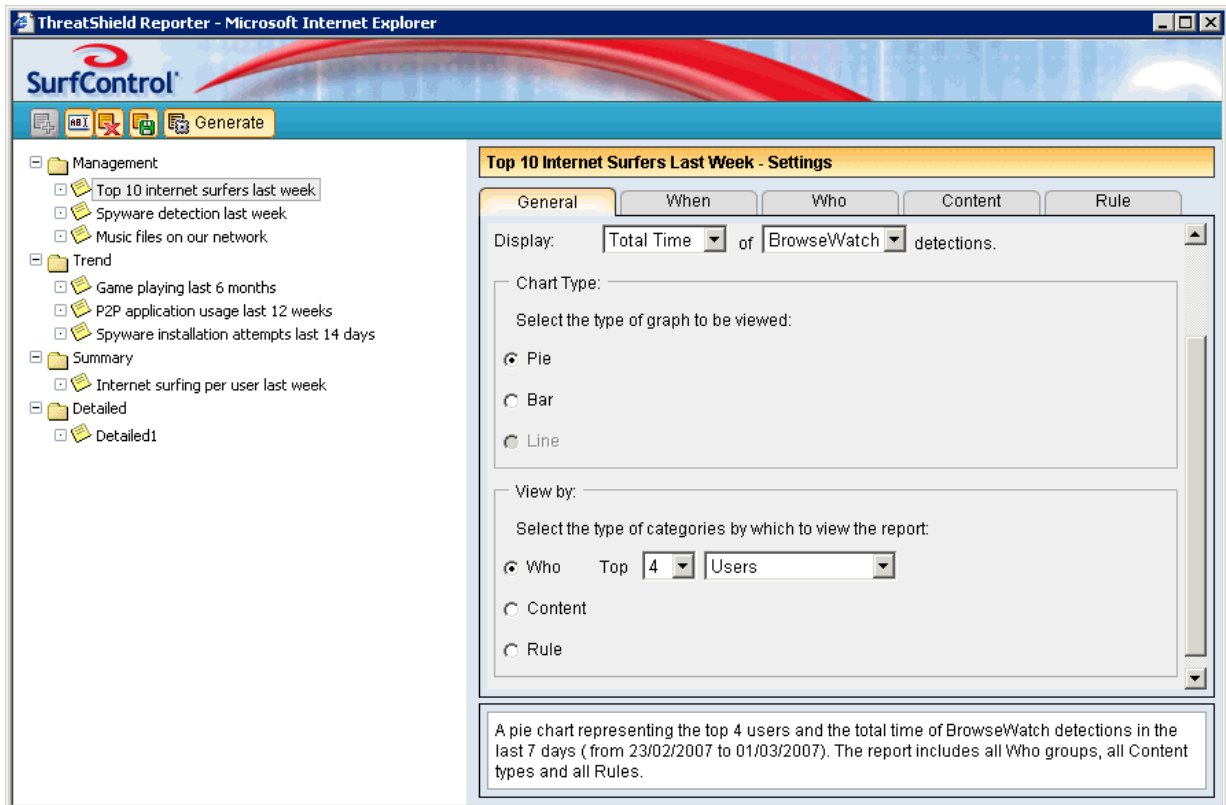 ThreatShield Reporter - Microsoft Internet Explorer
SurfControl
Generate
Management
Top 10 internet surfers last week
Spyware detection last week
Music files on our network
Trend
Game playing last 6 months
P2P application usage last 12 weeks
Spyware installation attempts last 14 days
Summary
Internet surfing per user last week
Detailed
Detailed1
Top 10 Internet Surfers Last Week - Settings
General When Who Content Rule
Display: Total Time of BrowseWatch detections.
Chart Type:
Select the type of graph to be viewed:
Pie
Bar
Line
View by:
Select the type of categories by which to view the report:
Who Top 4 Users
Content
Rule
A pie chart representing the top 4 users and the total time of BrowseWatch detections in the
last 7 days ( from 23/02/2007 to 01/03/2007). The report includes all Who groups, all Content
types and all Rules.